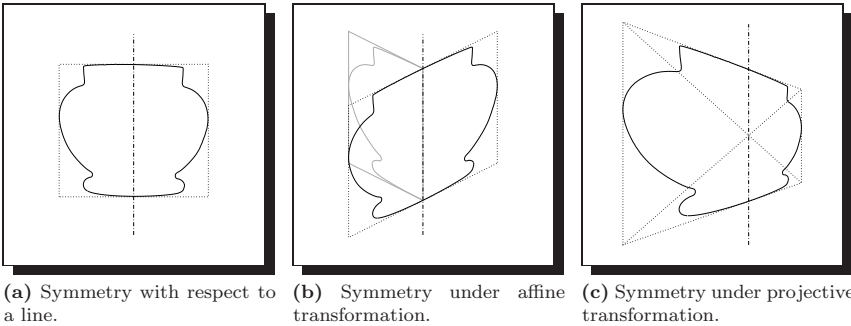 (a) Symmetry with respect to
a line.
(b) Symmetry under affine
transformation.
(c) Symmetry under projective
transformation.